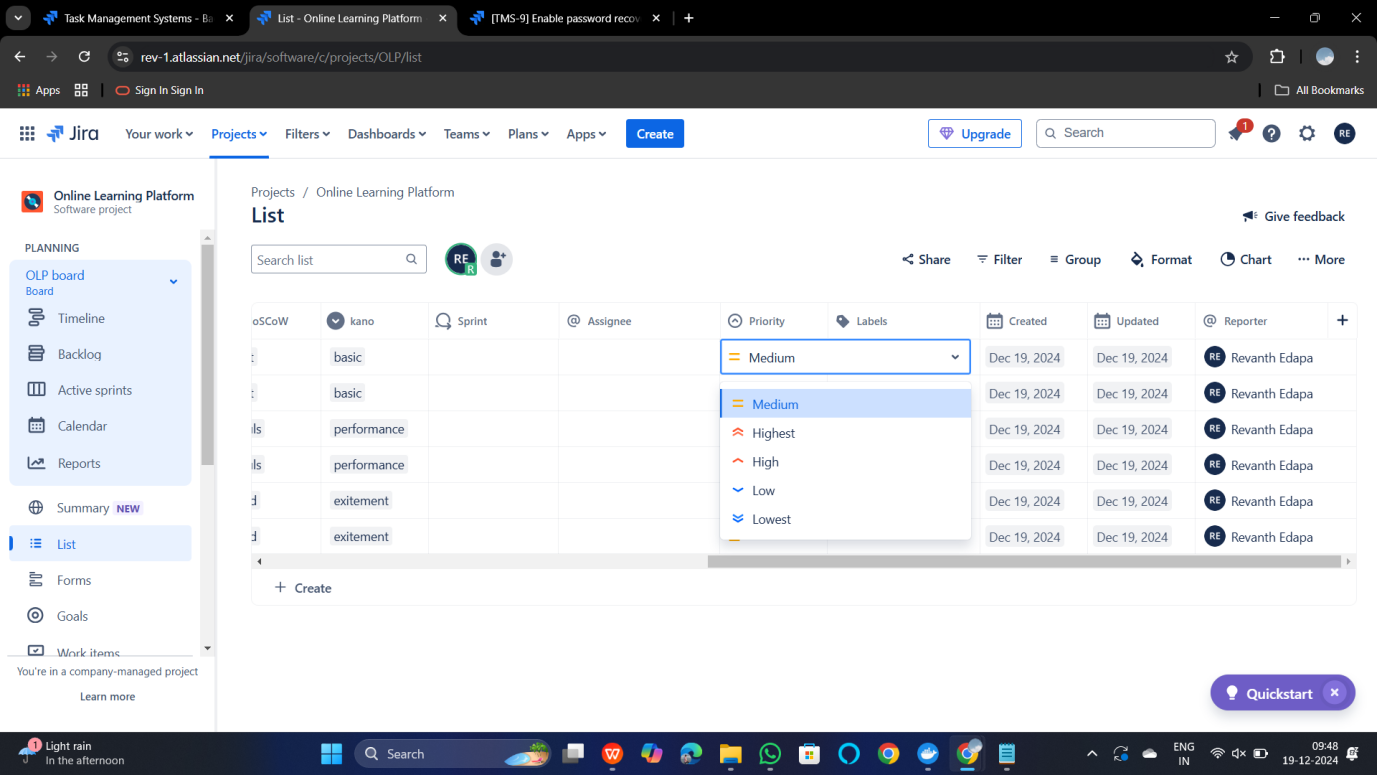 Task Management Systems - Ba
List - Online Learning Platform
[TMS-9] Enable password recov
rev-1.atlassian.net/jira/software/c/projects/OLP/list
Apps
Sign In Sign In
All Bookmarks
Jira
Your work
Projects
Filters
Dashboards
Teams
Plans
Apps
Create
Upgrade
Search
1
RE
Online Learning Platform
Software project
PLANNING
OLP board
Board
Timeline
Backlog
Active sprints
Calendar
Reports
Summary NEW
List
Forms
Goals
Work items
You're in a company-managed project
Learn more
Projects / Online Learning Platform
List
Give feedback
Search list
RE
R
Share
Filter
Group
Format
Chart
More
oSCoW kano Sprint Assignee Priority Labels Created Updated Reporter
t basic Medium Dec 19, 2024 Dec 19, 2024 RE Revanth Edapa
t basic Dec 19, 2024 Dec 19, 2024 RE Revanth Edapa
ls performance Dec 19, 2024 Dec 19, 2024 RE Revanth Edapa
ls performance Dec 19, 2024 Dec 19, 2024 RE Revanth Edapa
d exitement Dec 19, 2024 Dec 19, 2024 RE Revanth Edapa
d exitement Dec 19, 2024 Dec 19, 2024 RE Revanth Edapa
Medium
Highest
High
Low
Lowest
+ Create
Quickstart
1
Light rain
In the afternoon
Search
ENG
IN
09:48
19-12-2024